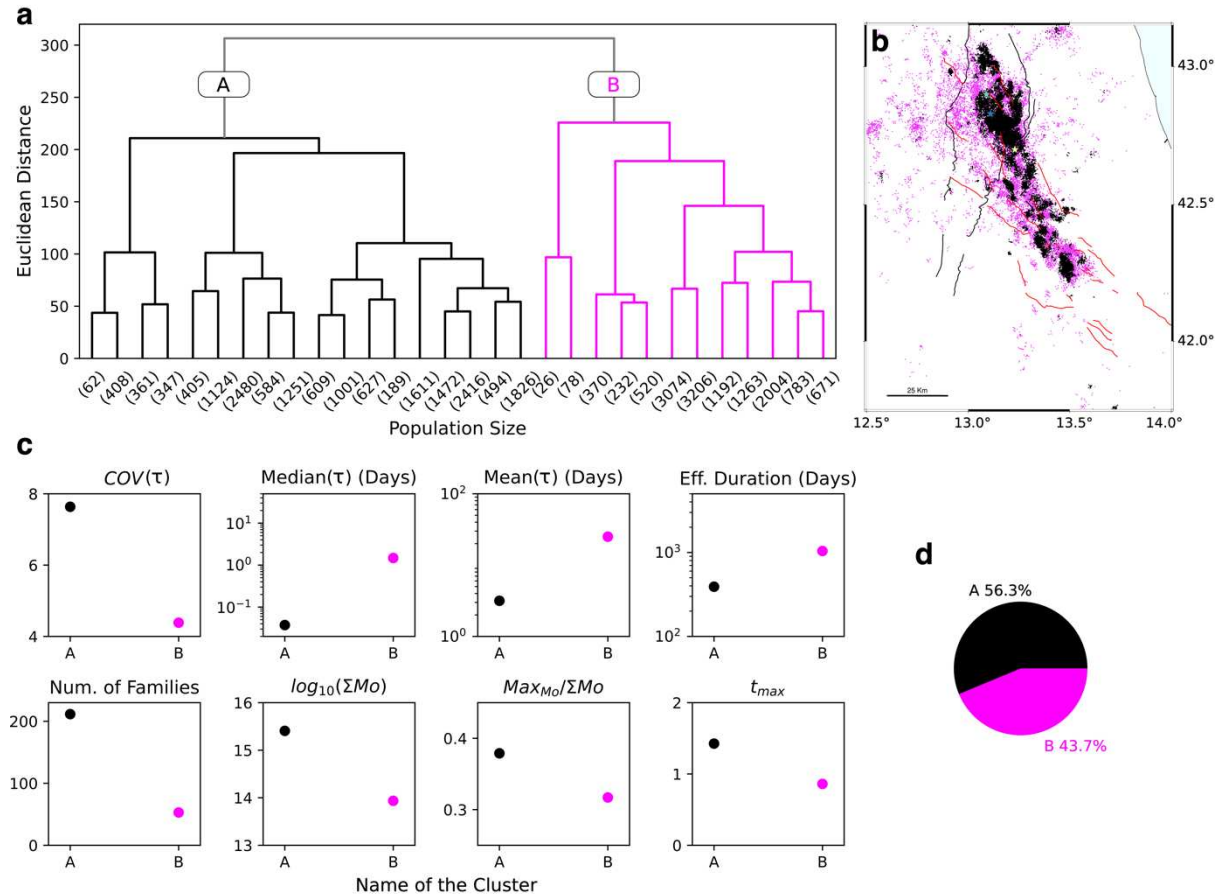 a
300
250
200
150
100
50
0
Euclidean Distance
A
B
(62)
(408)
(361)
(347)
(405)
(1124)
(2480)
(584)
(1251)
(609)
(1001)
(627)
(189)
(1611)
(1472)
(2416)
(494)
(1826)
(26)
(78)
(370)
(232)
(520)
(3074)
(3206)
(1192)
(1263)
(2004)
(783)
(671)
Population Size
b
43.0°
42.5°
42.0°
25 Km
12.5° 13.0° 13.5° 14.0°
c
COV(τ) Median(τ) (Days) Mean(τ) (Days) Eff. Duration (Days)
8
6
4
A B
10¹
10⁰
10⁻¹
A B
10²
10¹
10⁰
A B
10³
10²
A B
Num. of Families log₁₀(ΣMo) Max_Mo/ΣMo t_max
200
100
0
A B
16
15
14
13
A B
0.4
0.3
A B
2
1
0
A B
Name of the Cluster
d
A 56.3%
B 43.7%